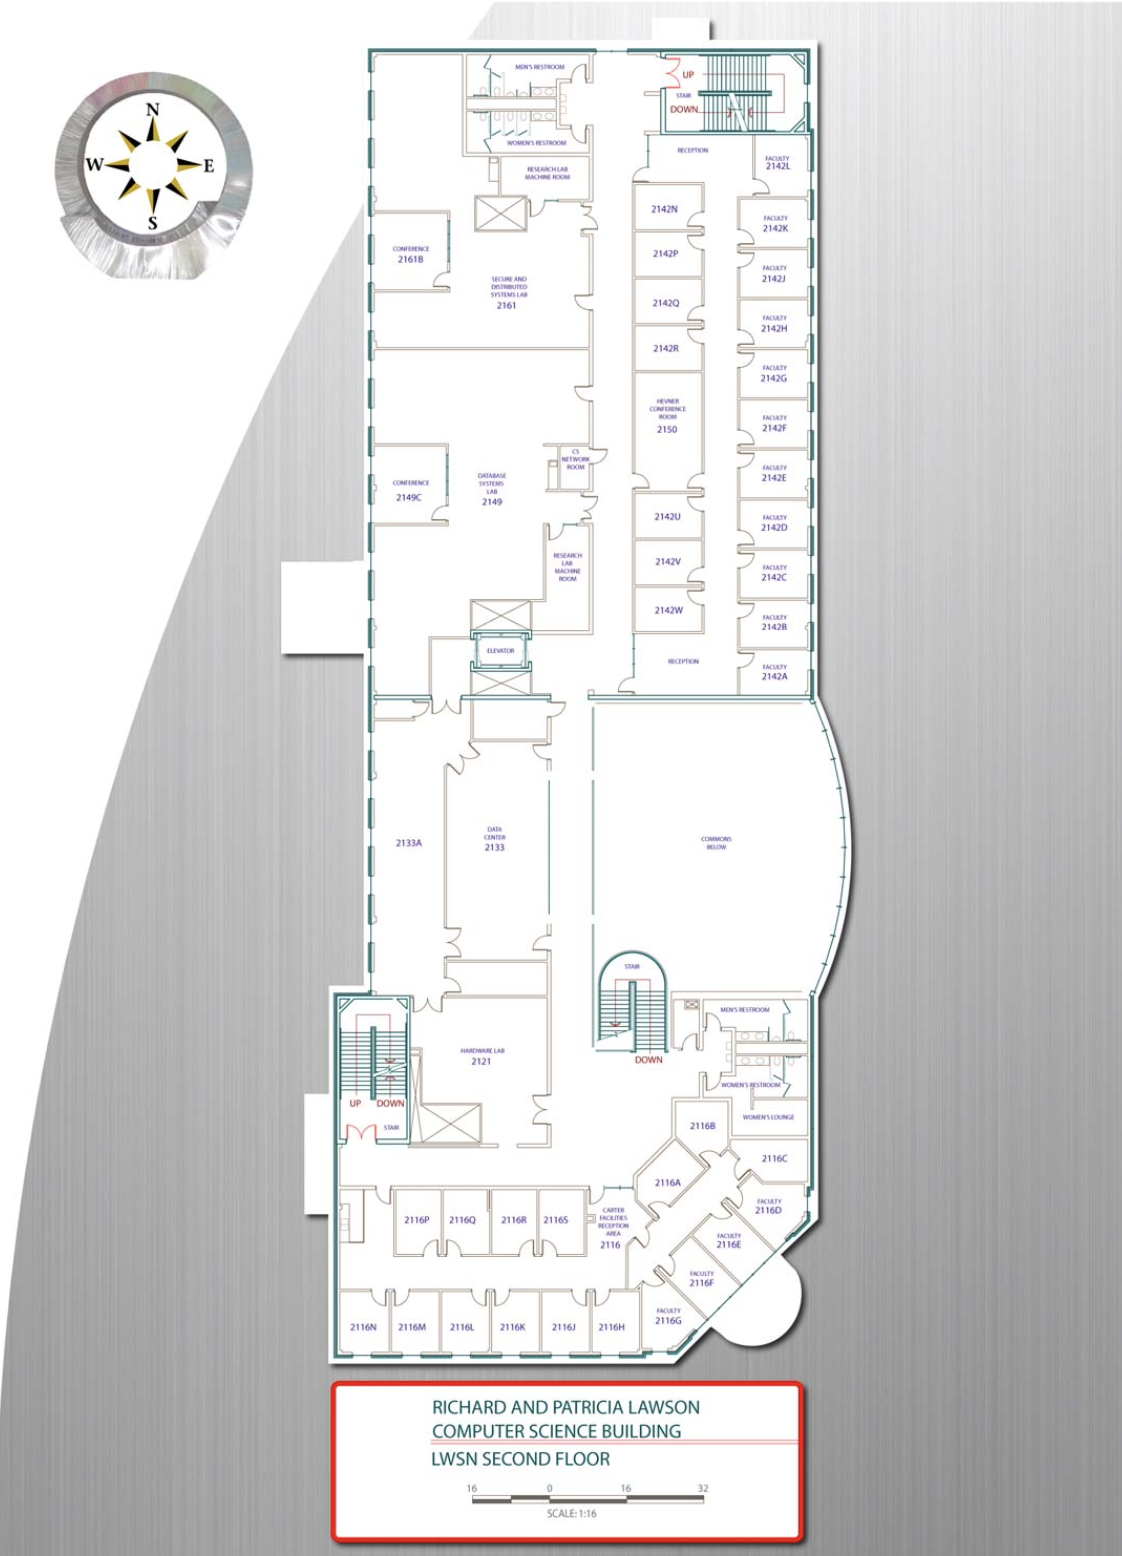 N
W
E
S
MEN'S RESTROOM
WOMEN'S RESTROOM
UP
STAIR
DOWN
RECEPTION
FACULTY
2142L
RESEARCH LAB
MACHINE ROOM
2142N
FACULTY
2142K
CONFERENCE
2161B
2142P
FACULTY
2142J
SECURE AND
DISTRIBUTED
SYSTEMS LAB
2161
2142Q
FACULTY
2142H
2142R
FACULTY
2142G
HEVNER
CONFERENCE
ROOM
2150
FACULTY
2142F
CS
NETWORK
ROOM
FACULTY
2142E
CONFERENCE
2149C
DATABASE
SYSTEMS
LAB
2149
2142U
FACULTY
2142D
RESEARCH
LAB
MACHINE
ROOM
2142V
FACULTY
2142C
2142W
FACULTY
2142B
ELEVATOR
RECEPTION
FACULTY
2142A
2133A
DATA
CENTER
2133
COMMONS
BELOW
STAIR
DOWN
MEN'S RESTROOM
HARDWARE LAB
2121
WOMEN'S RESTROOM
UP
DOWN
STAIR
WOMEN'S LOUNGE
2116B
2116C
2116A
FACULTY
2116D
2116P
2116Q
2116R
2116S
CARTER
FACILITIES
RECEPTION
AREA
2116
FACULTY
2116E
FACULTY
2116F
FACULTY
2116G
2116N
2116M
2116L
2116K
2116J
2116H
RICHARD AND PATRICIA LAWSON
COMPUTER SCIENCE BUILDING
LWSN SECOND FLOOR
16 0 16 32
SCALE: 1:16